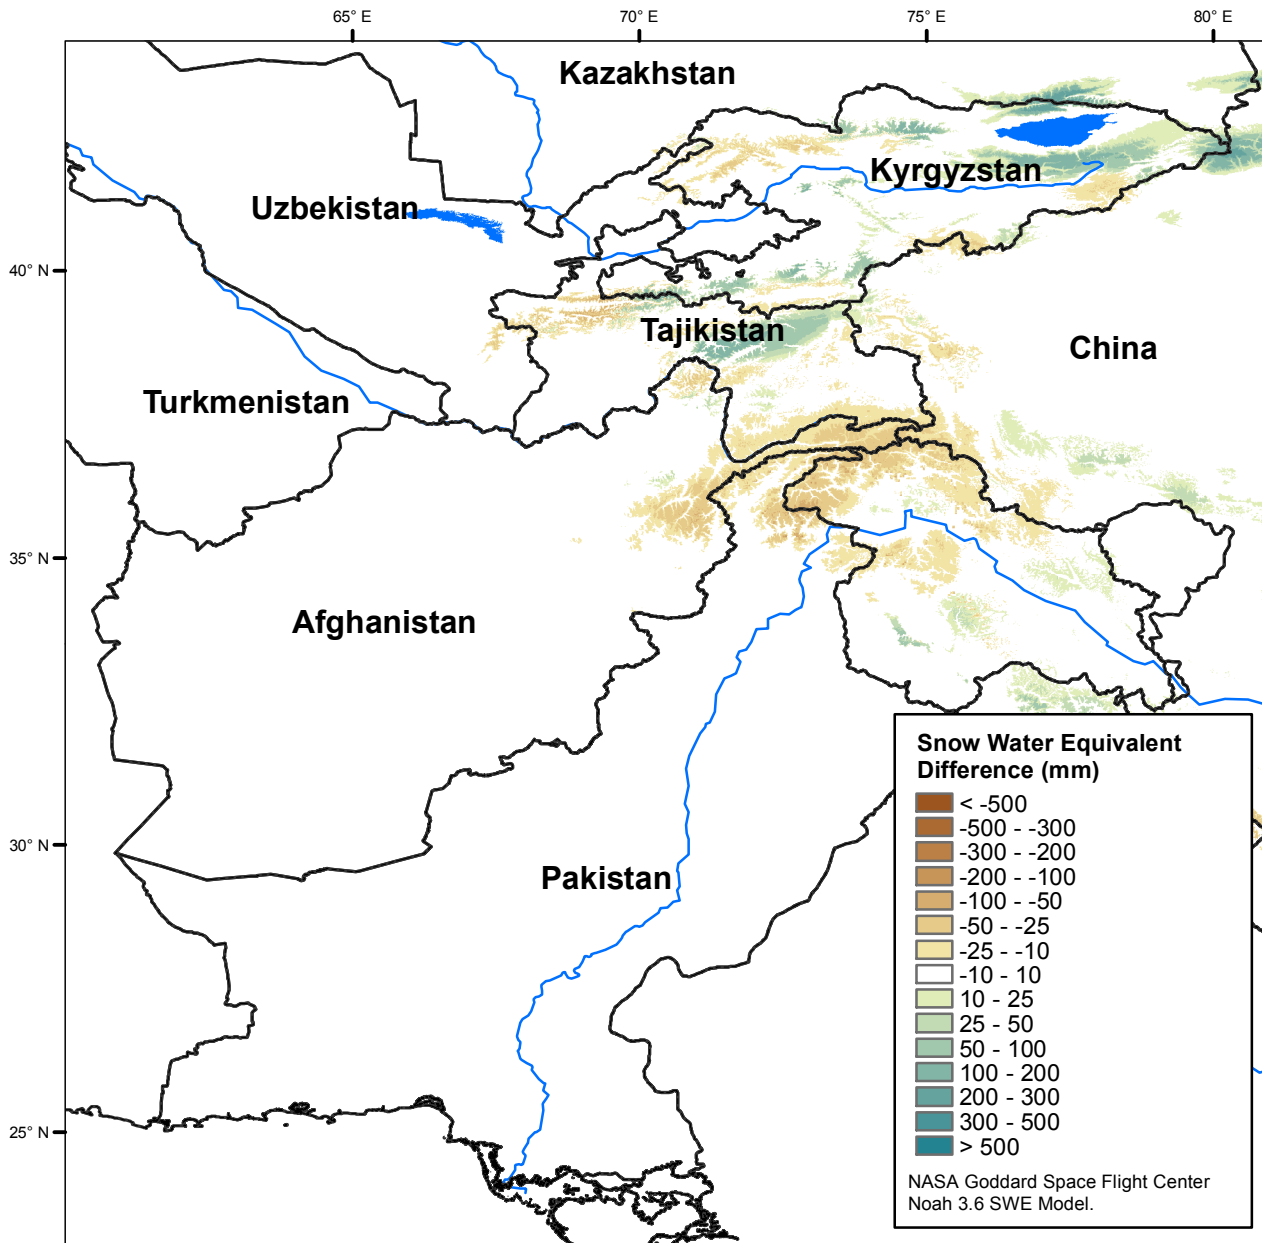 65° E
70° E
75° E
80° E
Kazakhstan
Kyrgyzstan
Uzbekistan
40° N
Tajikistan
China
Turkmenistan
35° N
Afghanistan
Snow Water Equivalent
Difference (mm)
< -500
-500 - -300
-300 - -200
-200 - -100
-100 - -50
-50 - -25
-25 - -10
-10 - 10
10 - 25
25 - 50
50 - 100
100 - 200
200 - 300
300 - 500
> 500
30° N
Pakistan
25° N
NASA Goddard Space Flight Center
Noah 3.6 SWE Model.